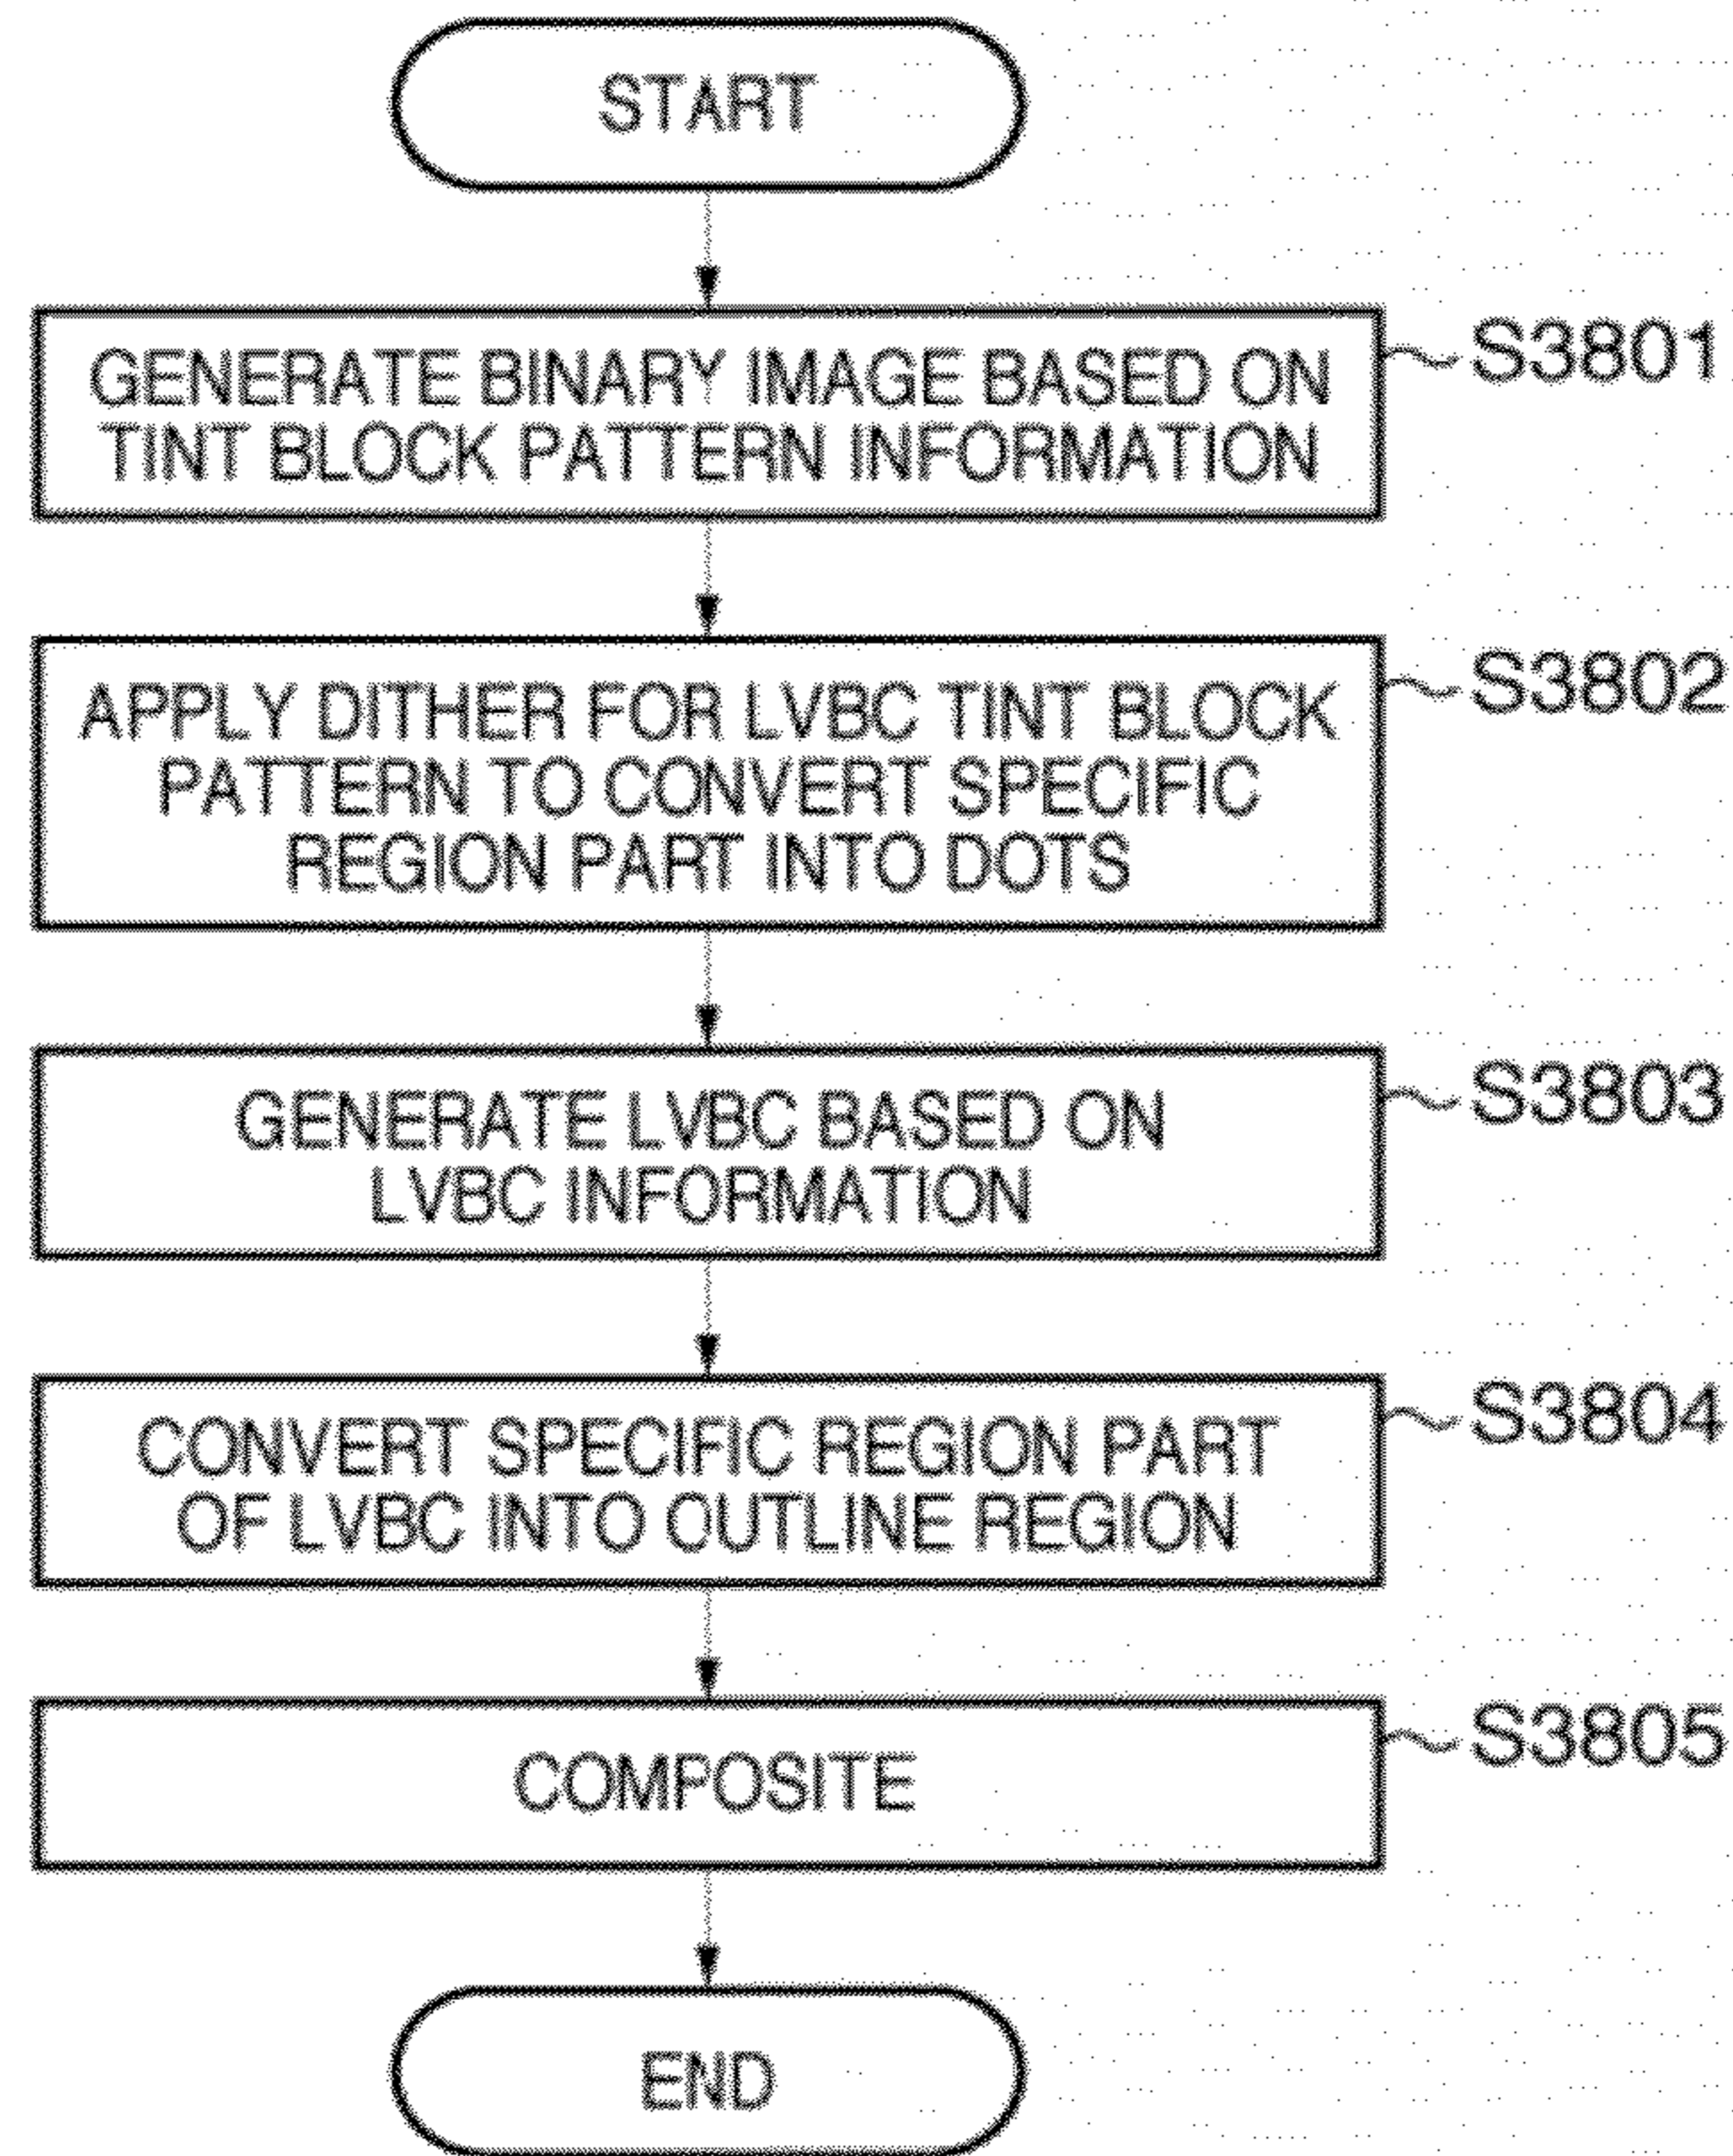 START
GENERATE BINARY IMAGE BASED ON
TINT BLOCK PATTERN INFORMATION
S3801
APPLY DITHER FOR LVBC TINT BLOCK
PATTERN TO CONVERT SPECIFIC
REGION PART INTO DOTS
S3802
GENERATE LVBC BASED ON
LVBC INFORMATION
S3803
CONVERT SPECIFIC REGION PART
OF LVBC INTO OUTLINE REGION
S3804
COMPOSITE
S3805
END